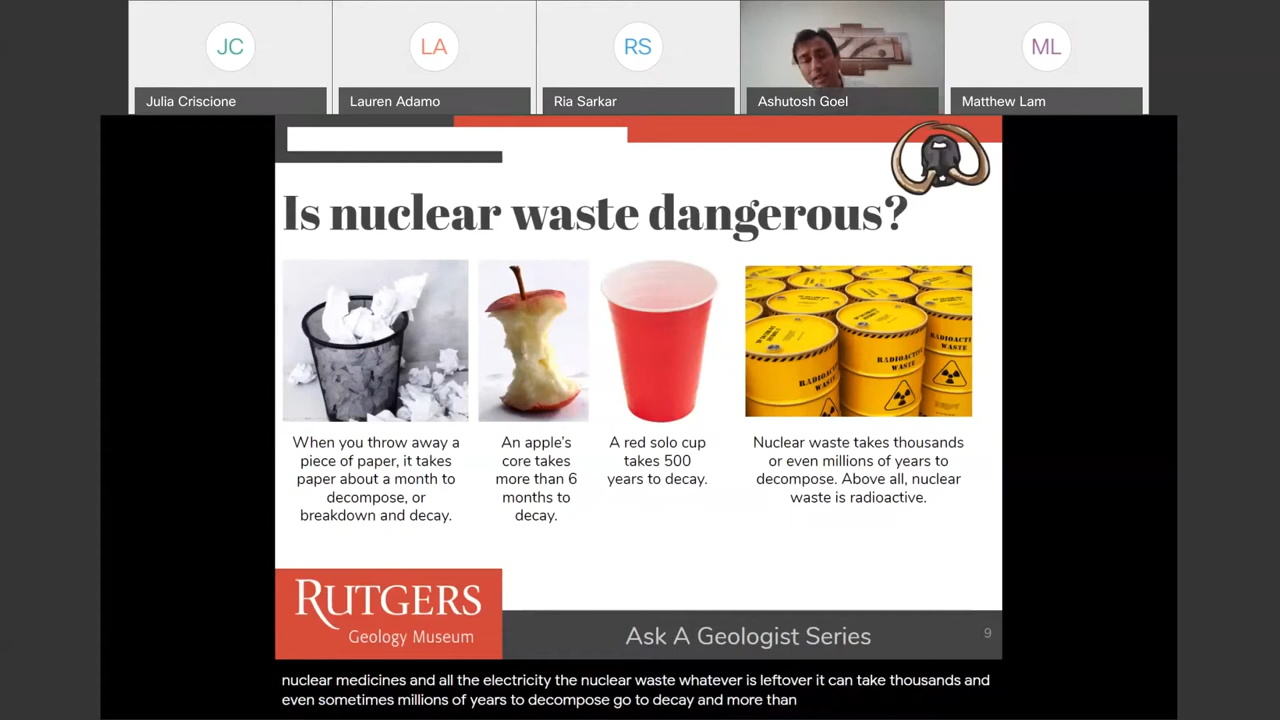 JC
LA
RS
ML
Julia Criscione
Lauren Adamo
Ria Sarkar
Ashutosh Goel
Matthew Lam
Is nuclear waste dangerous?
RADIOACTIVE
WASTE
RADIOACTIVE
WASTE
When you throw away a
piece of paper, it takes
paper about a month to
decompose, or
breakdown and decay.
An apple's
core takes
more than 6
months to
decay.
A red solo cup
takes 500
years to decay.
Nuclear waste takes thousands
or even millions of years to
decompose. Above all, nuclear
waste is radioactive.
RUTGERS
Geology Museum
Ask A Geologist Series
9
nuclear medicines and all the electricity the nuclear waste whatever is leftover it can take thousands and
even sometimes millions of years to decompose go to decay and more than